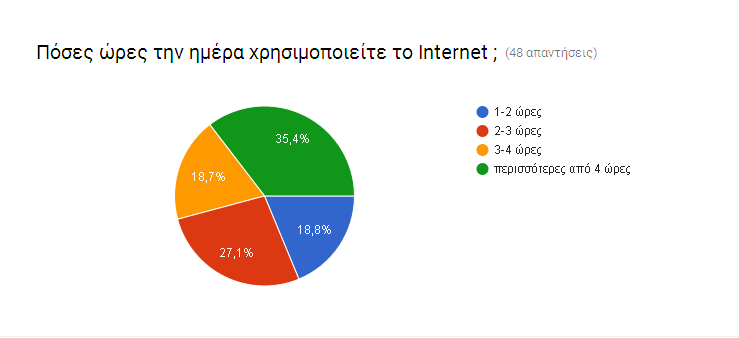 Πόσες ώρες την ημέρα χρησιμοποιείτε το Internet ; (48 απαντήσεις)
35,4%
18,7%
27,1%
18,8%
1-2 ώρες
2-3 ώρες
3-4 ώρες
περισσότερες από 4 ώρες